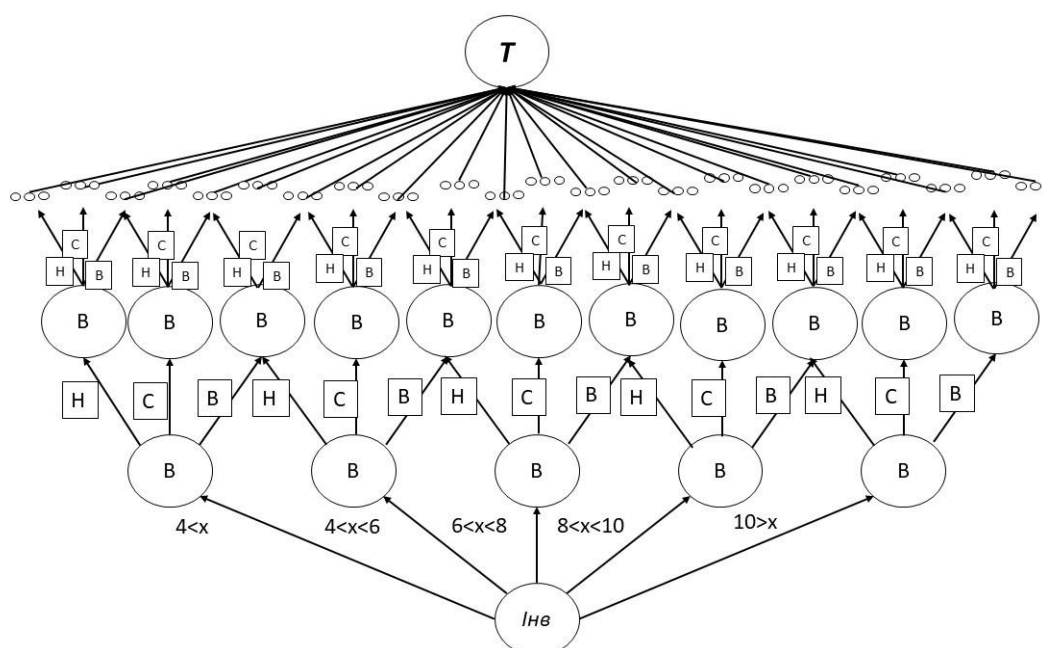 Т
С С С С С С С С С С С
Н В Н В Н В Н В Н В Н В Н В Н В Н В Н В Н В
В В В В В В В В В В В
Н С В Н С В Н С В Н С В Н С В
В В В В В
4<x 4<x<6 6<x<8 8<x<10 10>x
Інв